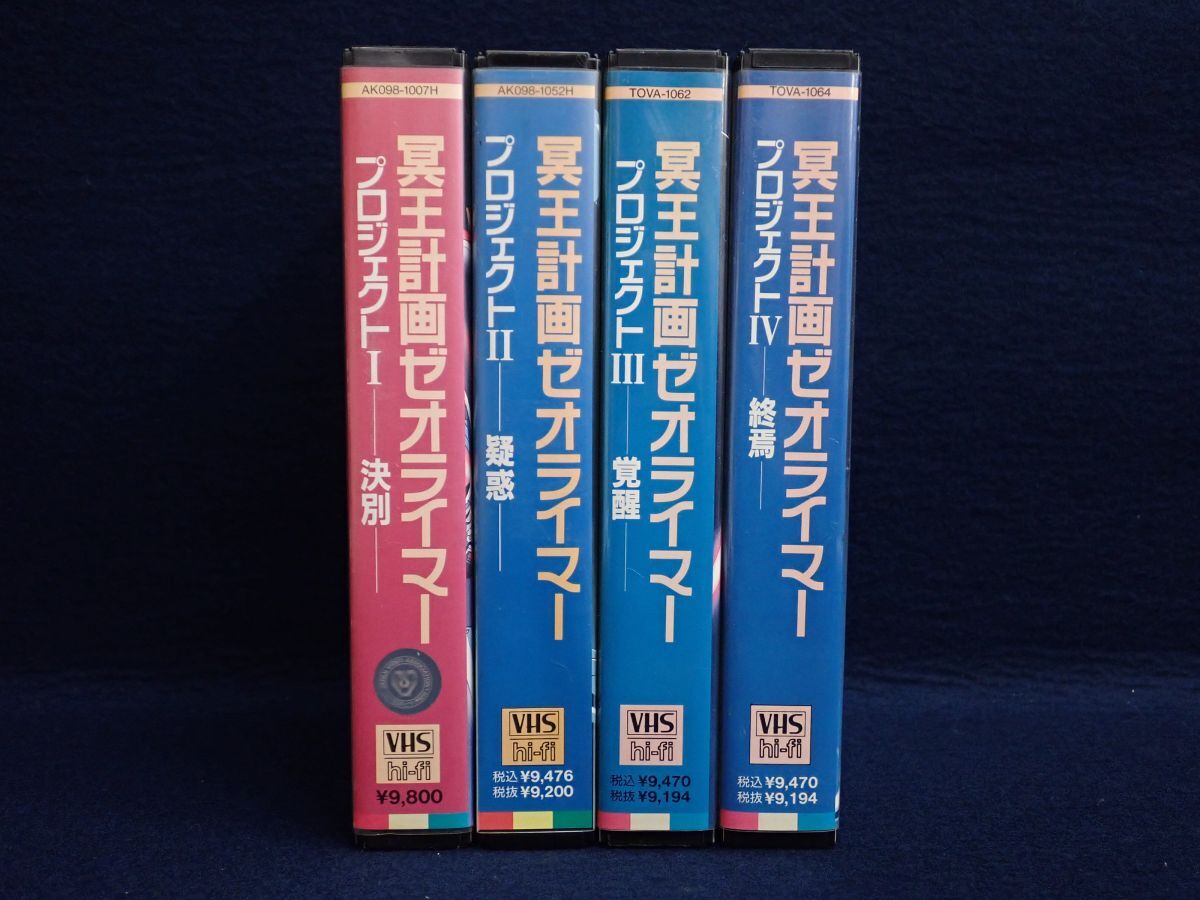 AK098-1007H
冥王計画ゼオライマー
プロジェクトI
決別
VHS
hi-fi
¥9,800
AK098-1052H
冥王計画ゼオライマー
プロジェクトII
疑惑
VHS
hi-fi
税込 ¥9,476
税抜 ¥9,200
TOVA-1062
冥王計画ゼオライマー
プロジェクトIII
覚醒
VHS
hi-fi
税込 ¥9,470
税抜 ¥9,194
TOVA-1064
冥王計画ゼオライマー
プロジェクトIV
終焉
VHS
hi-fi
税込 ¥9,470
税抜 ¥9,194